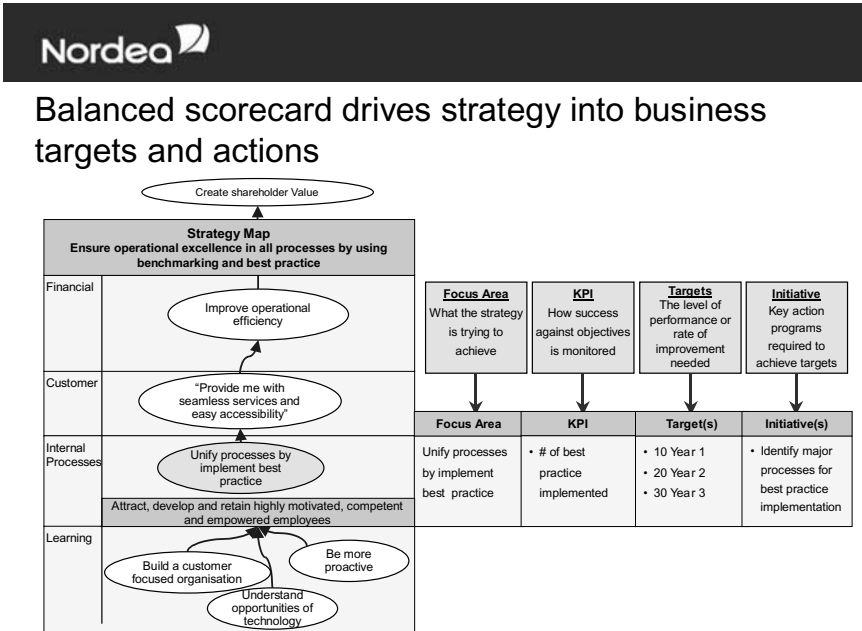 Nordea
Balanced scorecard drives strategy into business
targets and actions
Create shareholder Value
Strategy Map
Ensure operational excellence in all processes by using
benchmarking and best practice
Financial
Improve operational
efficiency
Customer
“Provide me with
seamless services and
easy accessibility”
Internal
Processes
Unify processes by
implement best
practice
Attract, develop and retain highly motivated, competent
and empowered employees
Learning
Build a customer
focused organisation
Be more
proactive
Understand
opportunities of
technology
Focus Area
What the strategy
is trying to
achieve
KPI
How success
against objectives
is monitored
Targets
The level of
performance or
rate of
improvement
needed
Initiative
Key action
programs
required to
achieve targets
Focus Area
KPI
Target(s)
Initiative(s)
Unify processes
by implement
best practice
• # of best
practice
implemented
• 10 Year 1
• 20 Year 2
• 30 Year 3
• Identify major
processes for
best practice
implementation